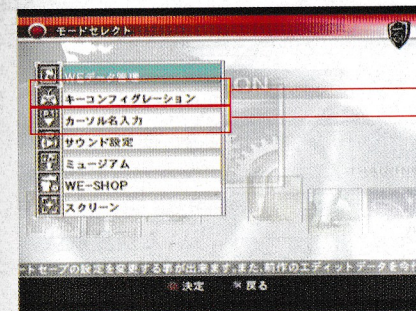 モードセレクト
WEデータ管理
ON
キーコンフィグレーション
カーソル名入力
サウンド設定
ミュージアム
WE-SHOP
スクリーン
ートセーブの設定を変更する事が出来ます。また、前作のエディットデータを今
決定 戻る